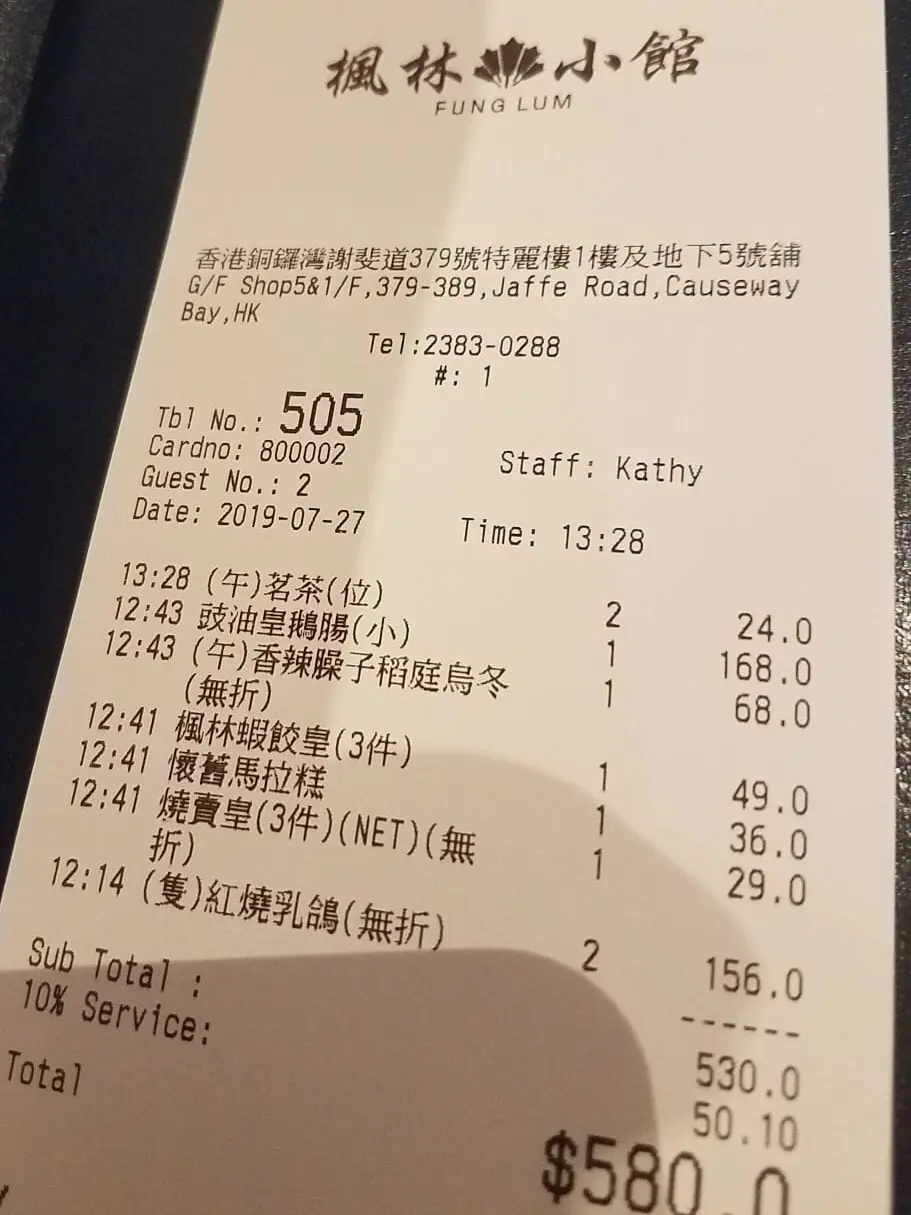 楓林小館
FUNG LUM
香港銅鑼灣謝斐道379號特麗樓1樓及地下5號舖
G/F Shop5&1/F,379-389,Jaffe Road,Causeway
Bay,HK
Tel:2383-0288
#: 1
Tbl No.: 505
Cardno: 800002 Staff: Kathy
Guest No.: 2
Date: 2019-07-27 Time: 13:28
13:28 (午)茗茶(位) 2 24.0
12:43 豉油皇鵝腸(小) 1 168.0
12:43 (午)香辣臊子稻庭烏冬 1 68.0
(無折)
12:41 楓林蝦餃皇(3件) 1 49.0
12:41 懷舊馬拉糕 1 36.0
12:41 燒賣皇(3件)(NET)(無 1 29.0
折)
12:14 (隻)紅燒乳鴿(無折) 2 156.0
------
Sub Total : 530.0
10% Service: 50.10
Total $580.0